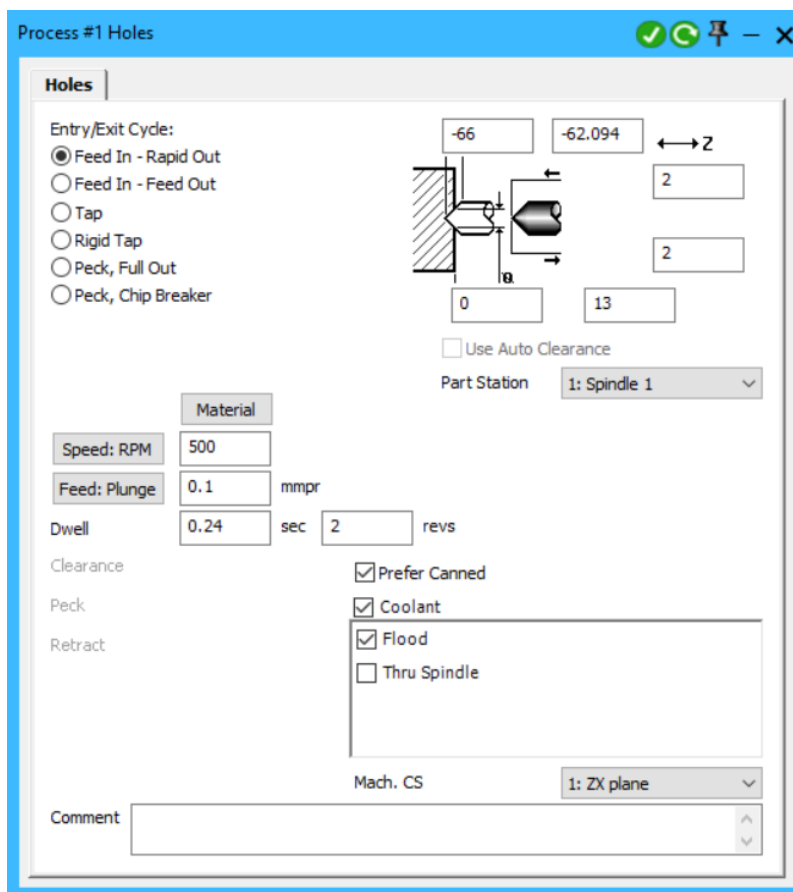 Process #1 Holes
Holes
Entry/Exit Cycle:
Feed In - Rapid Out
Feed In - Feed Out
Tap
Rigid Tap
Peck, Full Out
Peck, Chip Breaker
-66 -62.094 Z
2
2
0 13
Use Auto Clearance
Part Station 1: Spindle 1
Material
Speed: RPM 500
Feed: Plunge 0.1 mmpr
Dwell 0.24 sec 2 revs
Clearance
Prefer Canned
Peck
Coolant
Retract
Flood
Thru Spindle
Mach. CS 1: ZX plane
Comment